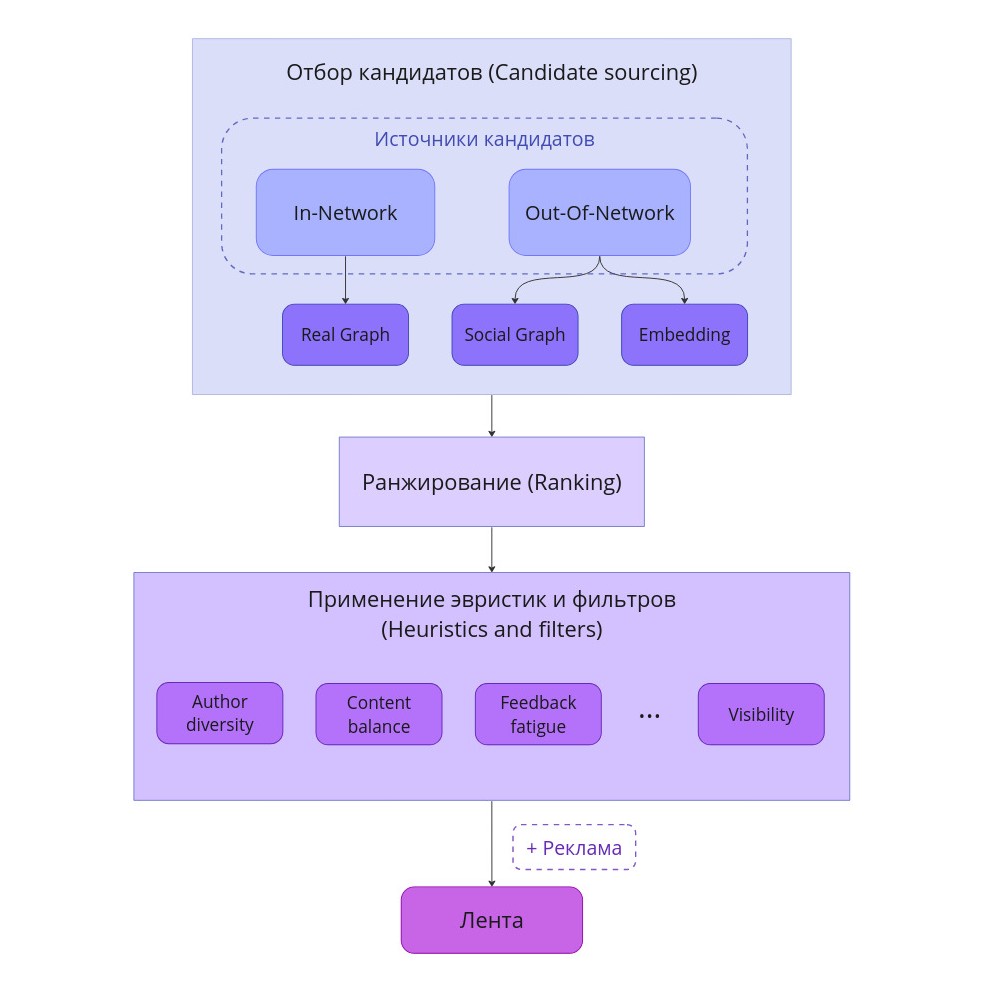 Отбор кандидатов (Candidate sourcing)
Источники кандидатов
In-Network
Out-Of-Network
Real Graph
Social Graph
Embedding
Ранжирование (Ranking)
Применение эвристик и фильтров
(Heuristics and filters)
Author
diversity
Content
balance
Feedback
fatigue
...
Visibility
+ Реклама
Лента